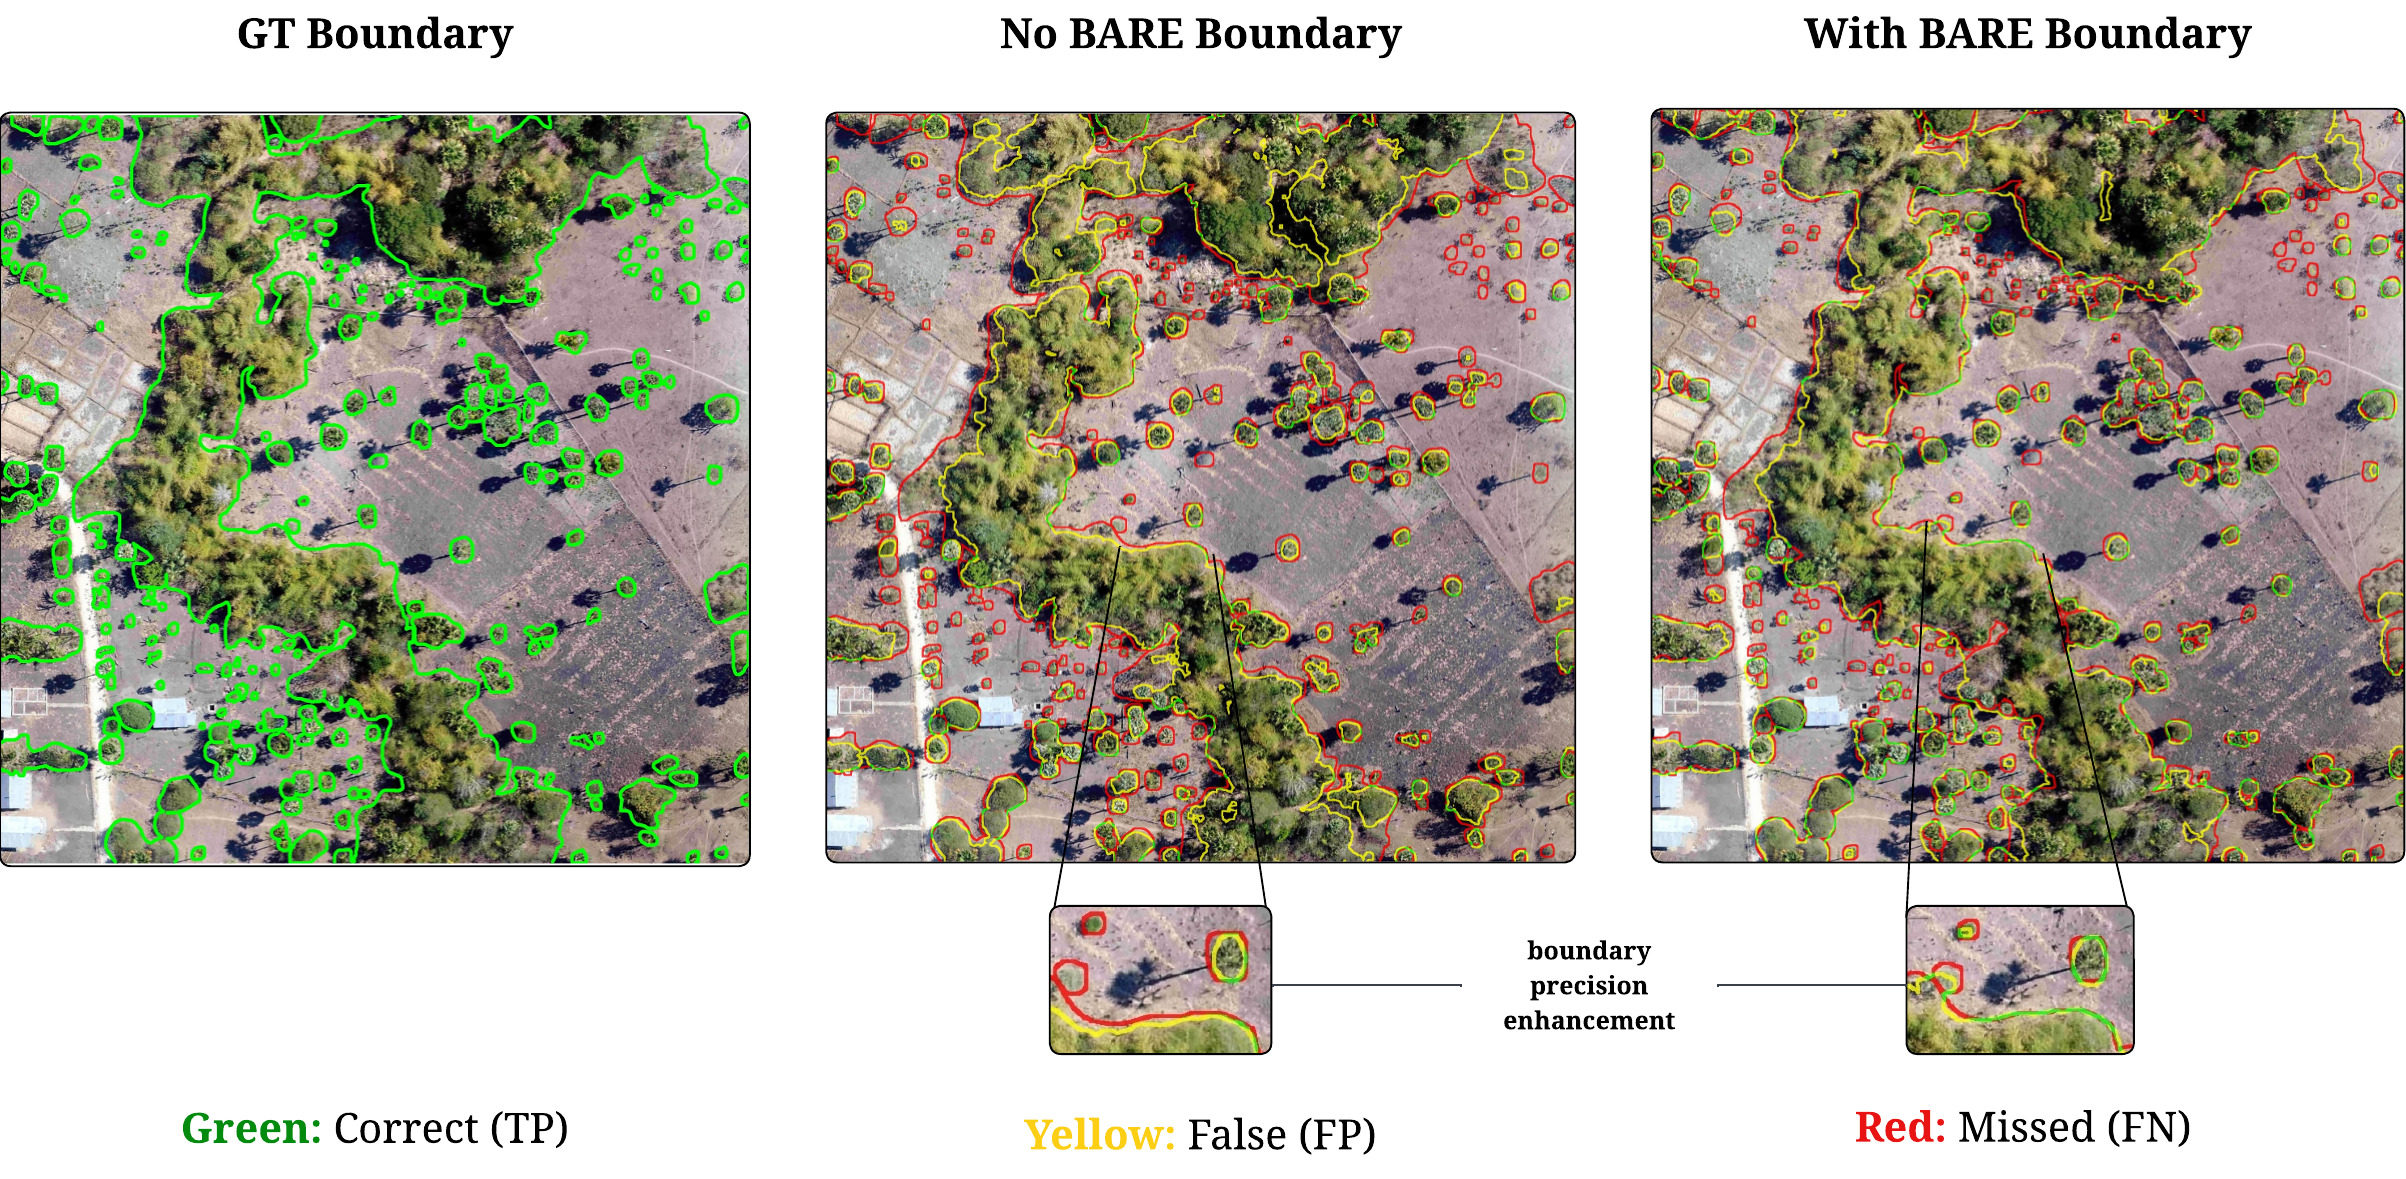 GT Boundary
No BARE Boundary
With BARE Boundary
boundary
precision
enhancement
Green: Correct (TP)
Yellow: False (FP)
Red: Missed (FN)